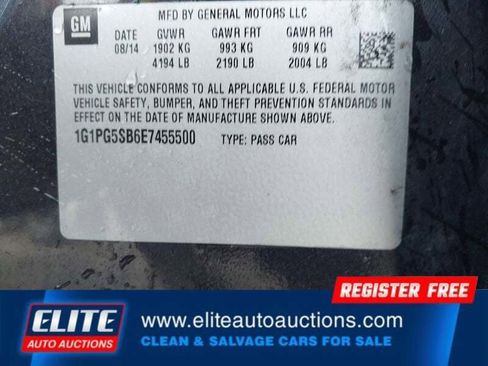 GM
MFD BY GENERAL MOTORS LLC
DATE GVWR GAWR FRT GAWR RR
08/14 1902 KG 993 KG 909 KG
4194 LB 2190 LB 2004 LB
THIS VEHICLE CONFORMS TO ALL APPLICABLE U.S. FEDERAL MOTOR
VEHICLE SAFETY, BUMPER, AND THEFT PREVENTION STANDARDS IN
EFFECT ON THE DATE OF MANUFACTURE SHOWN ABOVE.
1G1PG5SB6E7455500 TYPE: PASS CAR
REGISTER FREE
ELITE
AUTO AUCTIONS
www.eliteautoauctions.com
CLEAN & SALVAGE CARS FOR SALE